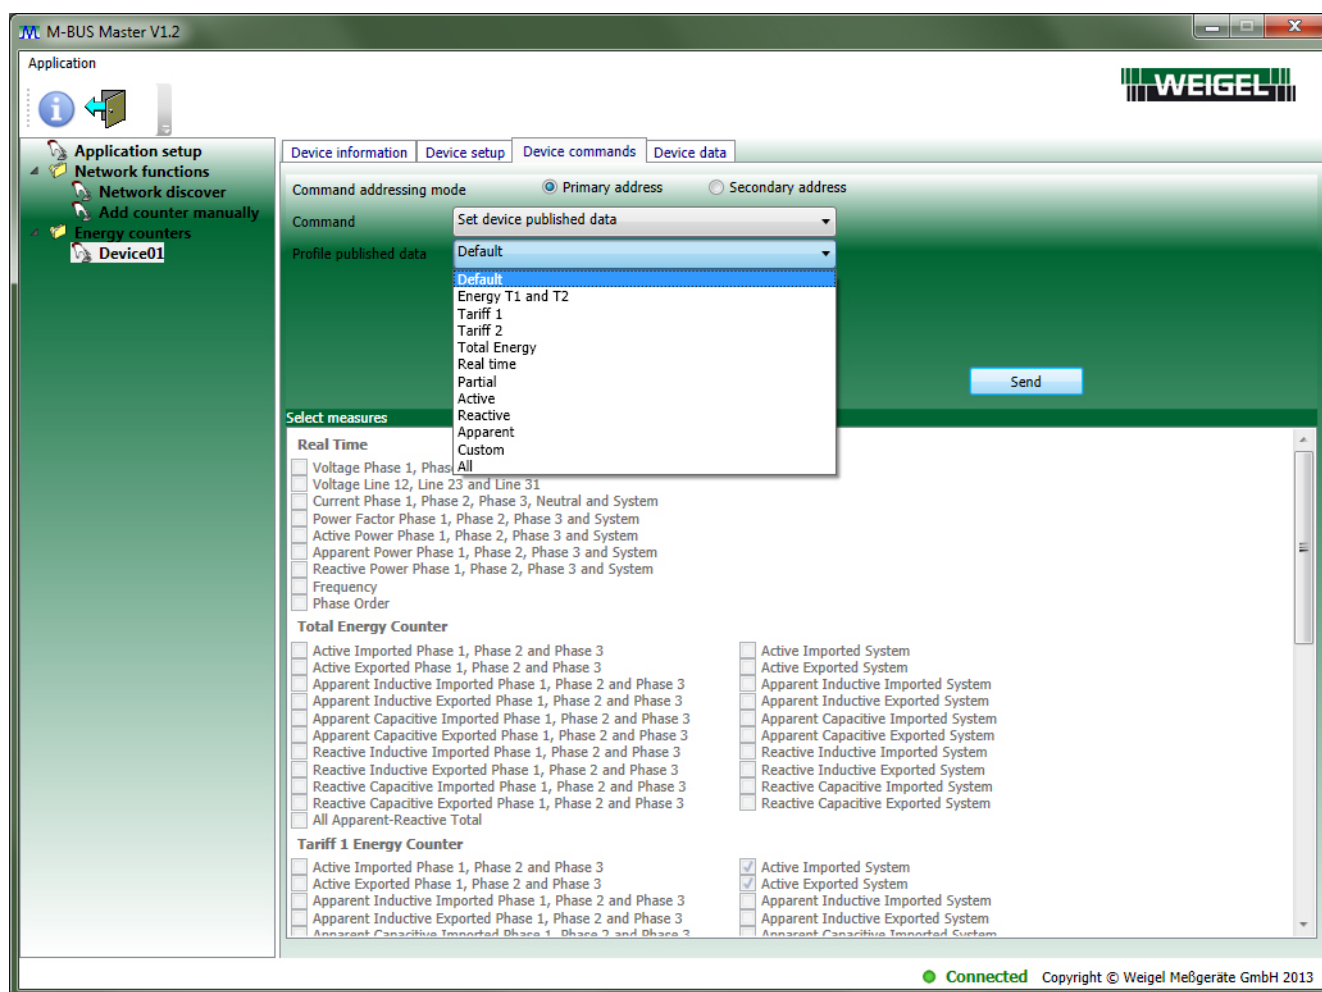 M-BUS Master V1.2
Application
WEIGEL
Application setup
Network functions
Network discover
Add counter manually
Energy counters
Device01
Device information Device setup Device commands Device data
Command addressing mode Primary address Secondary address
Command Set device published data
Profile published data Default
Default
Energy T1 and T2
Tariff 1
Tariff 2
Total Energy
Real time
Partial
Active
Reactive
Apparent
Custom
All
Send
Select measures
Real Time
Voltage Phase 1, Phas
Voltage Line 12, Line 23 and Line 31
Current Phase 1, Phase 2, Phase 3, Neutral and System
Power Factor Phase 1, Phase 2, Phase 3 and System
Active Power Phase 1, Phase 2, Phase 3 and System
Apparent Power Phase 1, Phase 2, Phase 3 and System
Reactive Power Phase 1, Phase 2, Phase 3 and System
Frequency
Phase Order
Total Energy Counter
Active Imported Phase 1, Phase 2 and Phase 3 Active Imported System
Active Exported Phase 1, Phase 2 and Phase 3 Active Exported System
Apparent Inductive Imported Phase 1, Phase 2 and Phase 3 Apparent Inductive Imported System
Apparent Inductive Exported Phase 1, Phase 2 and Phase 3 Apparent Inductive Exported System
Apparent Capacitive Imported Phase 1, Phase 2 and Phase 3 Apparent Capacitive Imported System
Apparent Capacitive Exported Phase 1, Phase 2 and Phase 3 Apparent Capacitive Exported System
Reactive Inductive Imported Phase 1, Phase 2 and Phase 3 Reactive Inductive Imported System
Reactive Inductive Exported Phase 1, Phase 2 and Phase 3 Reactive Inductive Exported System
Reactive Capacitive Imported Phase 1, Phase 2 and Phase 3 Reactive Capacitive Imported System
Reactive Capacitive Exported Phase 1, Phase 2 and Phase 3 Reactive Capacitive Exported System
All Apparent-Reactive Total
Tariff 1 Energy Counter
Active Imported Phase 1, Phase 2 and Phase 3 Active Imported System
Active Exported Phase 1, Phase 2 and Phase 3 Active Exported System
Apparent Inductive Imported Phase 1, Phase 2 and Phase 3 Apparent Inductive Imported System
Apparent Inductive Exported Phase 1, Phase 2 and Phase 3 Apparent Inductive Exported System
Apparent Capacitive Imported Phase 1, Phase 2 and Phase 3 Apparent Capacitive Imported System
Connected Copyright © Weigel Meßgeräte GmbH 2013